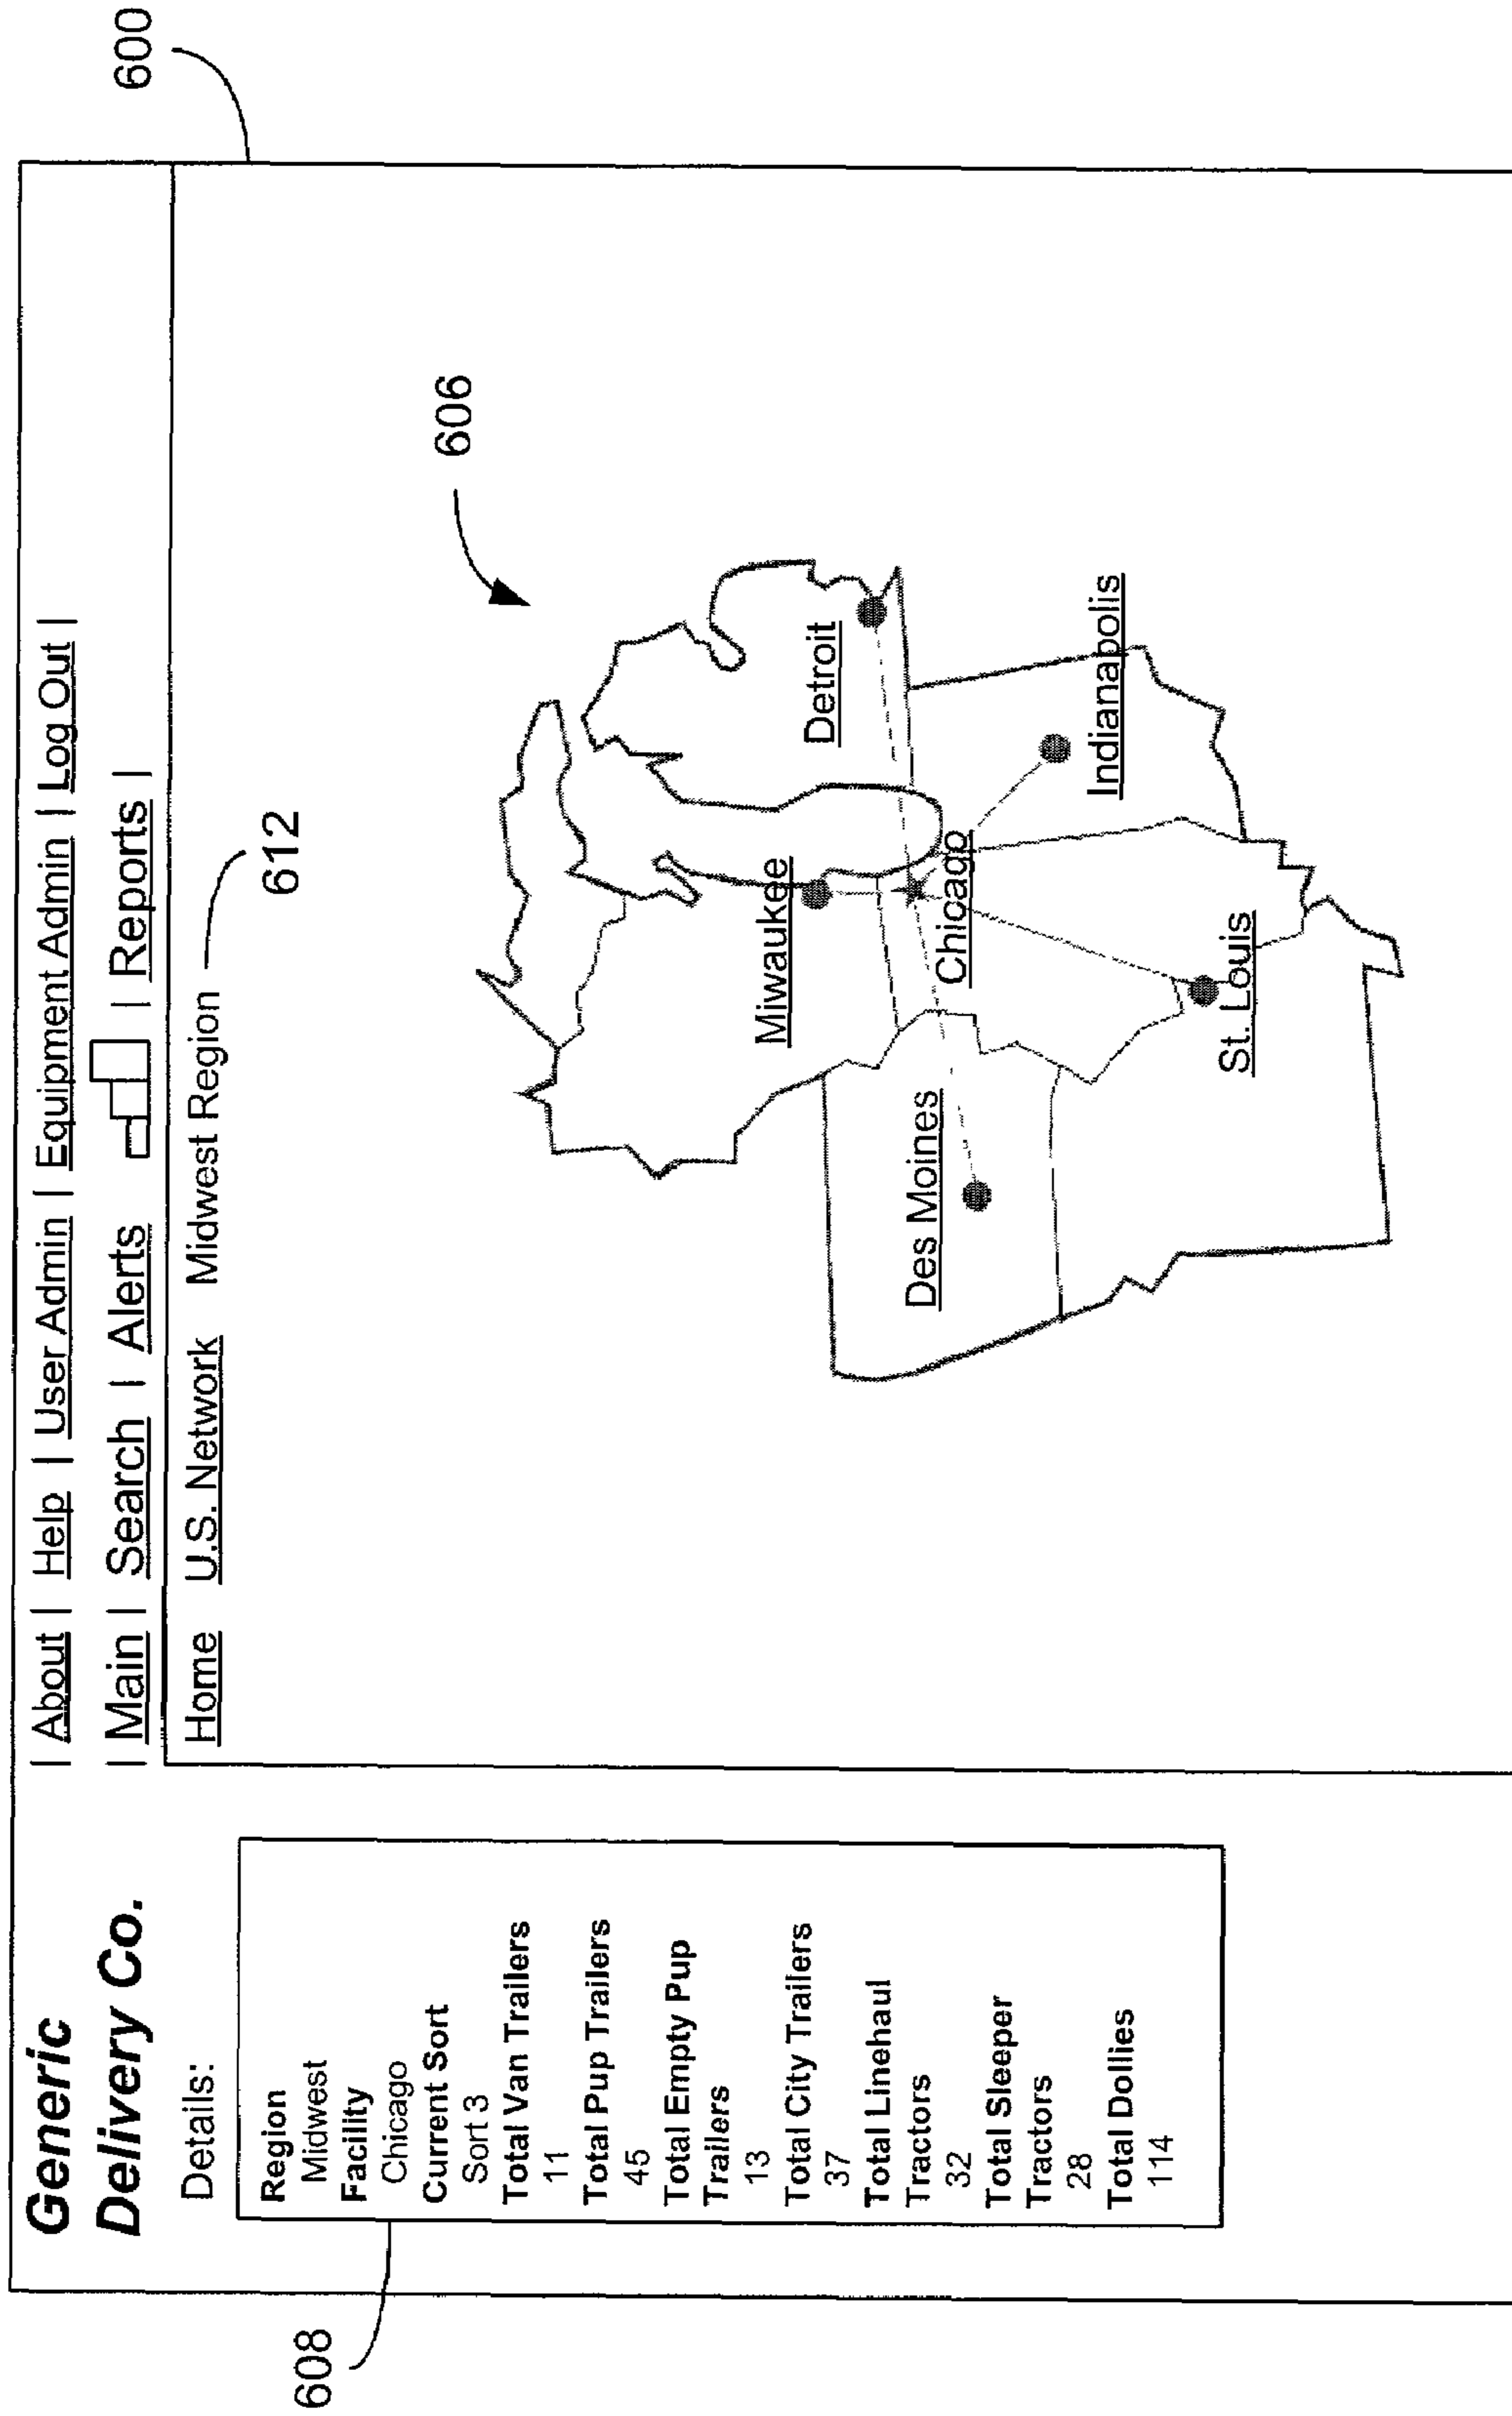 600
Generic
Delivery Co.
| About | Help | User Admin | Equipment Admin | Log Out |
| Main | Search | Alerts | Reports |
Home U.S. Network Midwest Region
612
Details:
Region
Midwest
Facility
Chicago
Current Sort
Sort 3
Total Van Trailers
11
Total Pup Trailers
45
Total Empty Pup
Trailers
13
Total City Trailers
37
Total Linehaul
Tractors
32
Total Sleeper
Tractors
28
Total Dollies
114
608
606
Miwaukee
Detroit
Des Moines
Chicago
Indianapolis
St. Louis